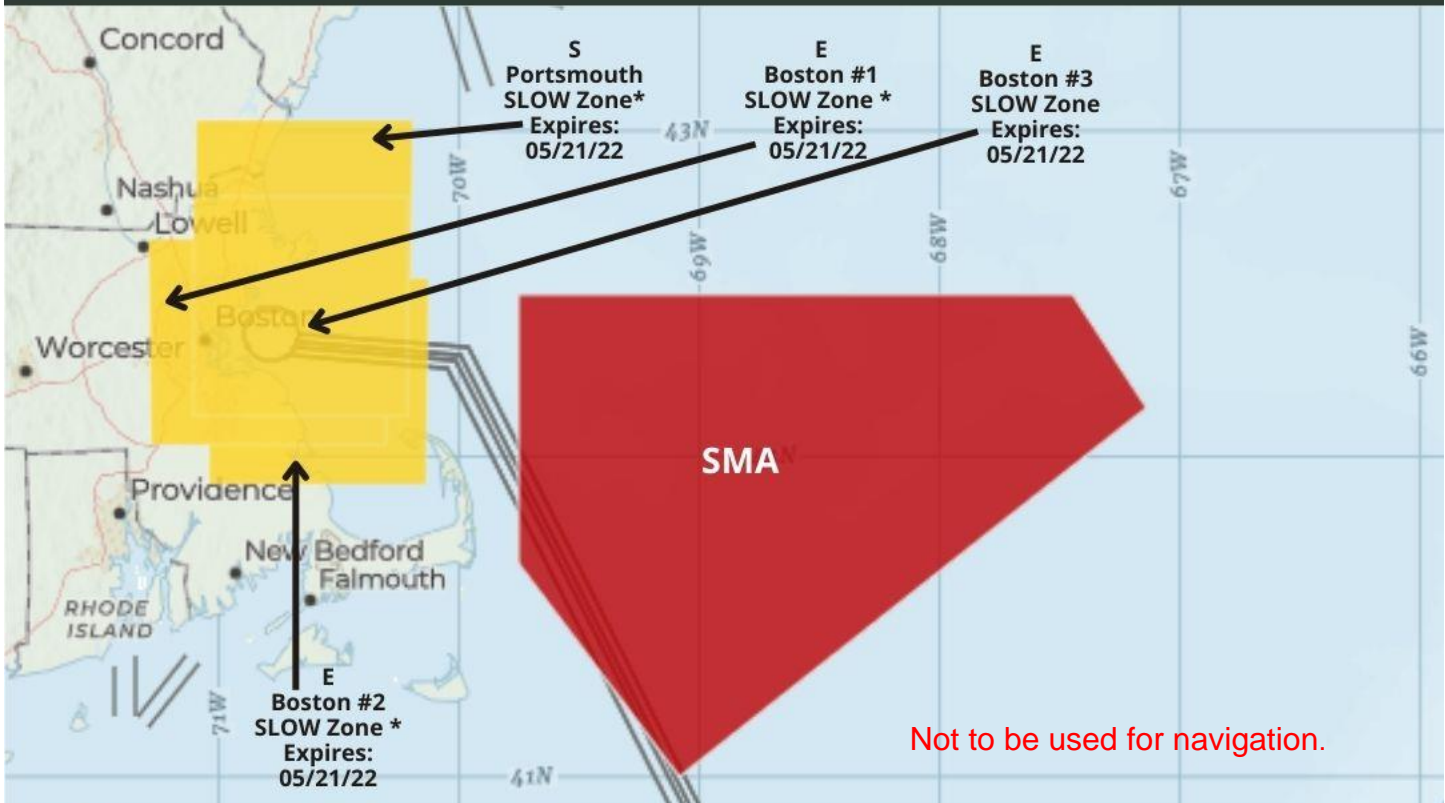 Concord
S
Portsmouth
SLOW Zone*
Expires:
05/21/22
E
Boston #1
SLOW Zone *
Expires:
05/21/22
E
Boston #3
SLOW Zone
Expires:
05/21/22
43N
70W
69W
68W
67W
66W
Nashua
Lowell
Boston
Worcester
SMA
N
Providence
New Bedford
Falmouth
RHODE
ISLAND
71W
E
Boston #2
SLOW Zone *
Expires:
05/21/22
41N
Not to be used for navigation.